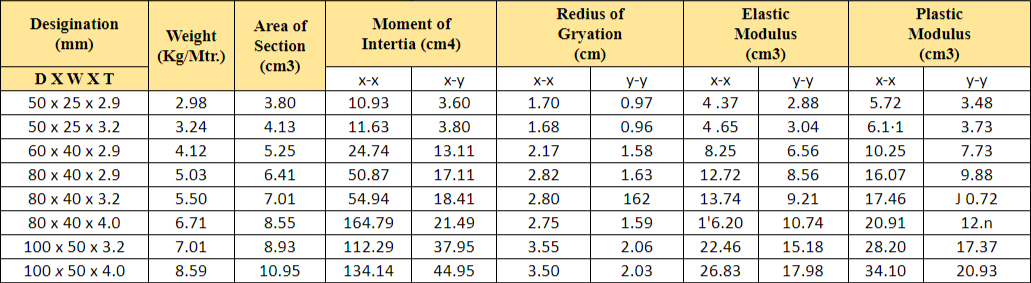 Desigination (mm) Weight (Kg/Mtr.) Area of Section (cm3) Moment of Intertia (cm4) Redius of Gryation (cm) Elastic Modulus (cm3) Plastic Modulus (cm3)
D X W X T x-x x-y x-x y-y x-x y-y x-x y-y
50 x 25 x 2.9 2.98 3.80 10.93 3.60 1.70 0.97 4 .37 2.88 5.72 3.48
50 x 25 x 3.2 3.24 4.13 11.63 3.80 1.68 0.96 4 .65 3.04 6.1·1 3.73
60 x 40 x 2.9 4.12 5.25 24.74 13.11 2.17 1.58 8.25 6.56 10.25 7.73
80 x 40 x 2.9 5.03 6.41 50.87 17.11 2.82 1.63 12.72 8.56 16.07 9.88
80 x 40 x 3.2 5.50 7.01 54.94 18.41 2.80 162 13.74 9.21 17.46 J 0.72
80 x 40 x 4.0 6.71 8.55 164.79 21.49 2.75 1.59 1'6.20 10.74 20.91 12.n
100 x 50 x 3.2 7.01 8.93 112.29 37.95 3.55 2.06 22.46 15.18 28.20 17.37
100 x 50 x 4.0 8.59 10.95 134.14 44.95 3.50 2.03 26.83 17.98 34.10 20.93